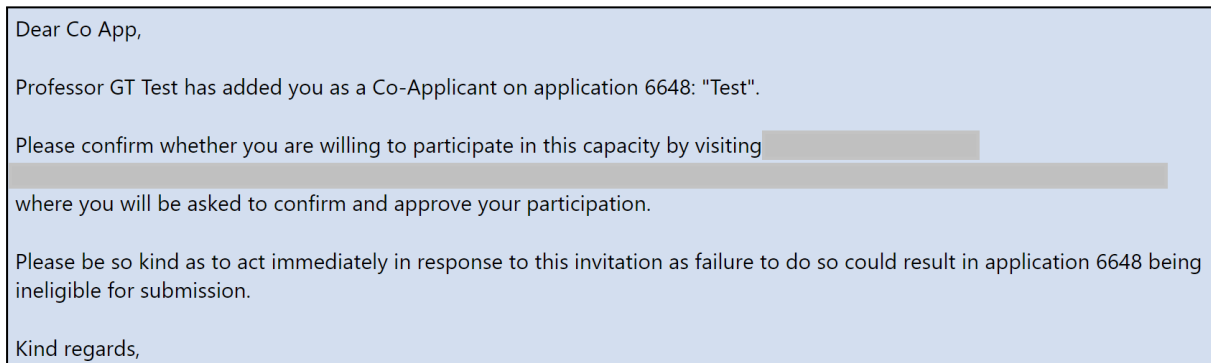 Dear Co App,
Professor GT Test has added you as a Co-Applicant on application 6648: "Test".
Please confirm whether you are willing to participate in this capacity by visiting
where you will be asked to confirm and approve your participation.
Please be so kind as to act immediately in response to this invitation as failure to do so could result in application 6648 being
ineligible for submission.
Kind regards,